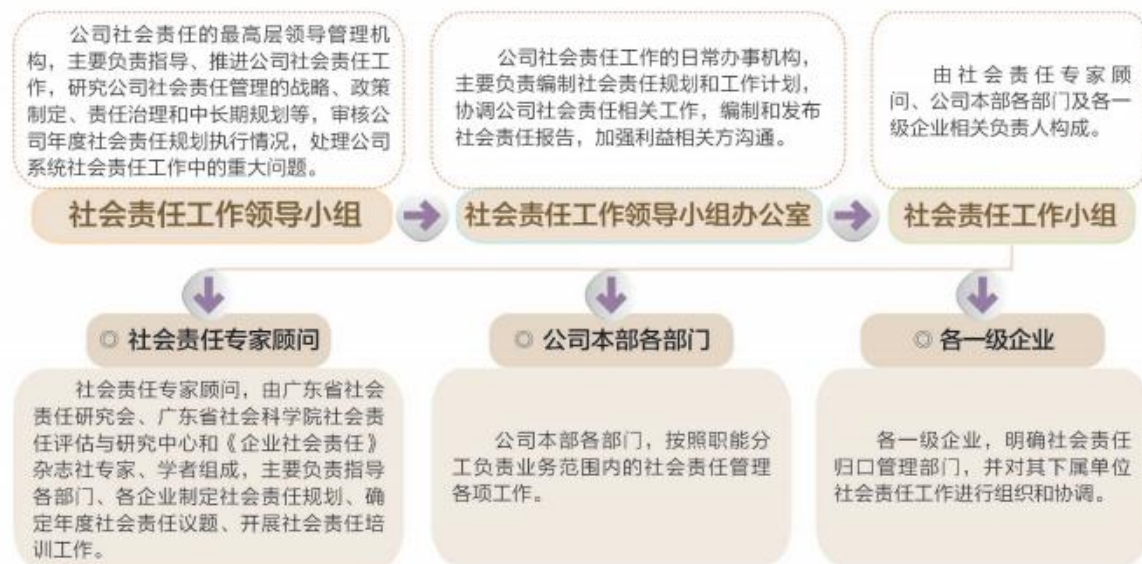 公司社会责任的最高层领导管理机
构，主要负责指导、推进公司社会责任工
作，研究公司社会责任管理的战略、政策
制定、责任治理和中长期规划等，审核公
司年度社会责任规划执行情况，处理公司
系统社会责任工作中的重大问题。
社会责任工作领导小组
公司社会责任工作的日常办事机构，
主要负责编制社会责任规划和工作计划，
协调公司社会责任相关工作，编制和发布
社会责任报告，加强利益相关方沟通。
社会责任工作领导小组办公室
由社会责任专家顾
问、公司本部各部门及各一
级企业相关负责人构成。
社会责任工作小组
◎ 社会责任专家顾问
社会责任专家顾问，由广东省社会
责任研究会、广东省社会科学院社会责
任评估与研究中心和《企业社会责任》
杂志社专家、学者组成，主要负责指导
各部门、各企业制定社会责任规划、确
定年度社会责任议题、开展社会责任培
训工作。
◎ 公司本部各部门
公司本部各部门，按照职能分
工负责业务范围内的社会责任管理
各项工作。
◎ 各一级企业
各一级企业，明确社会责任
归口管理部门，并对其下属单位
社会责任工作进行组织和协调。